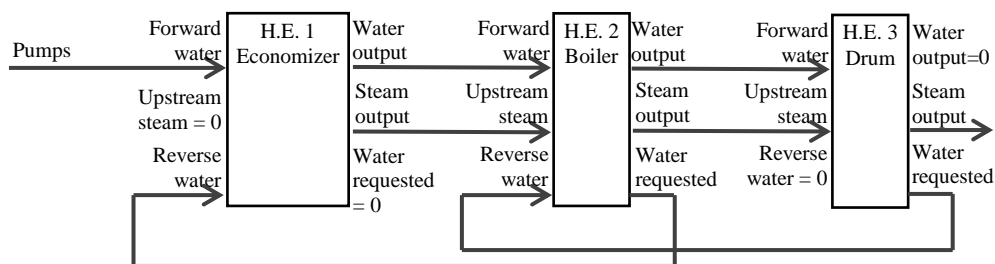 Pumps
Forward
water
Upstream
steam = 0
Reverse
water
H.E. 1
Economizer
Water
output
Steam
output
Water
requested
= 0
Forward
water
Upstream
steam
Reverse
water
H.E. 2
Boiler
Water
output
Steam
output
Water
requested
Forward
water
Upstream
steam
Reverse
water = 0
H.E. 3
Drum
Water
output=0
Steam
output
Water
requested